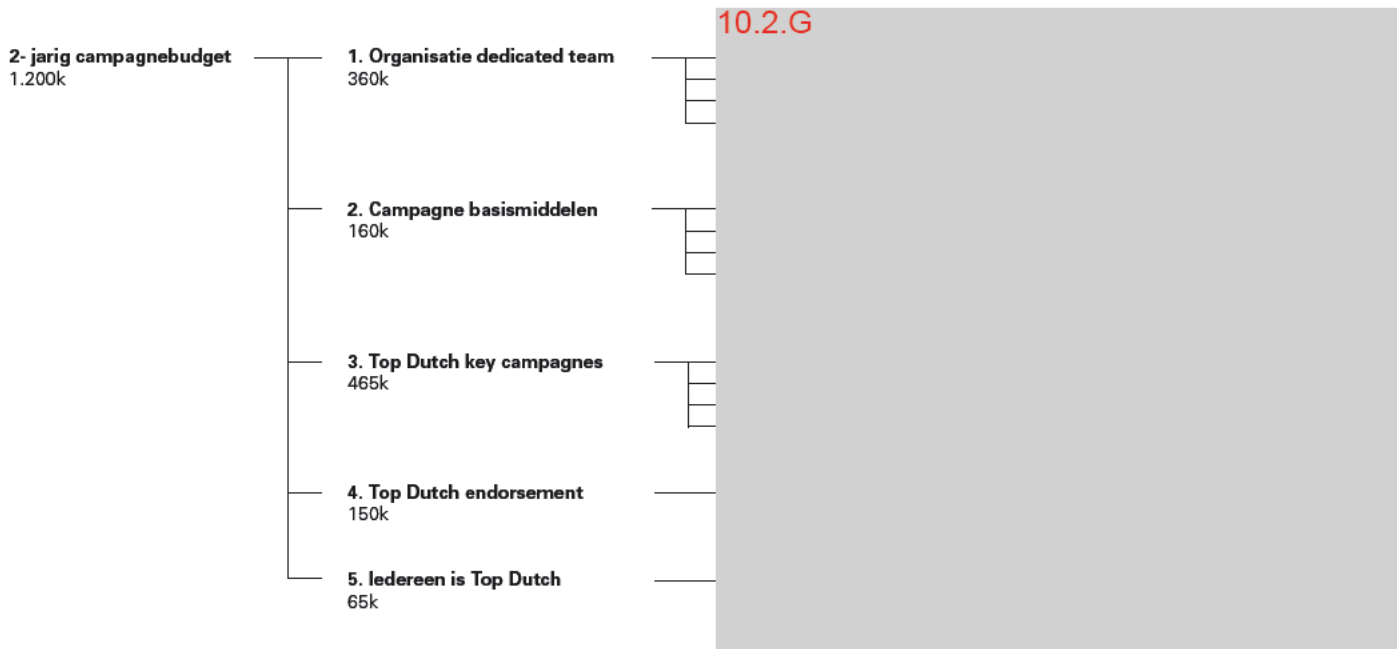 10.2.G
2- jarig campagnebudget
1.200k
1. Organisatie dedicated team
360k
2. Campagne basismiddelen
160k
3. Top Dutch key campagnes
465k
4. Top Dutch endorsement
150k
5. Iedereen is Top Dutch
65k